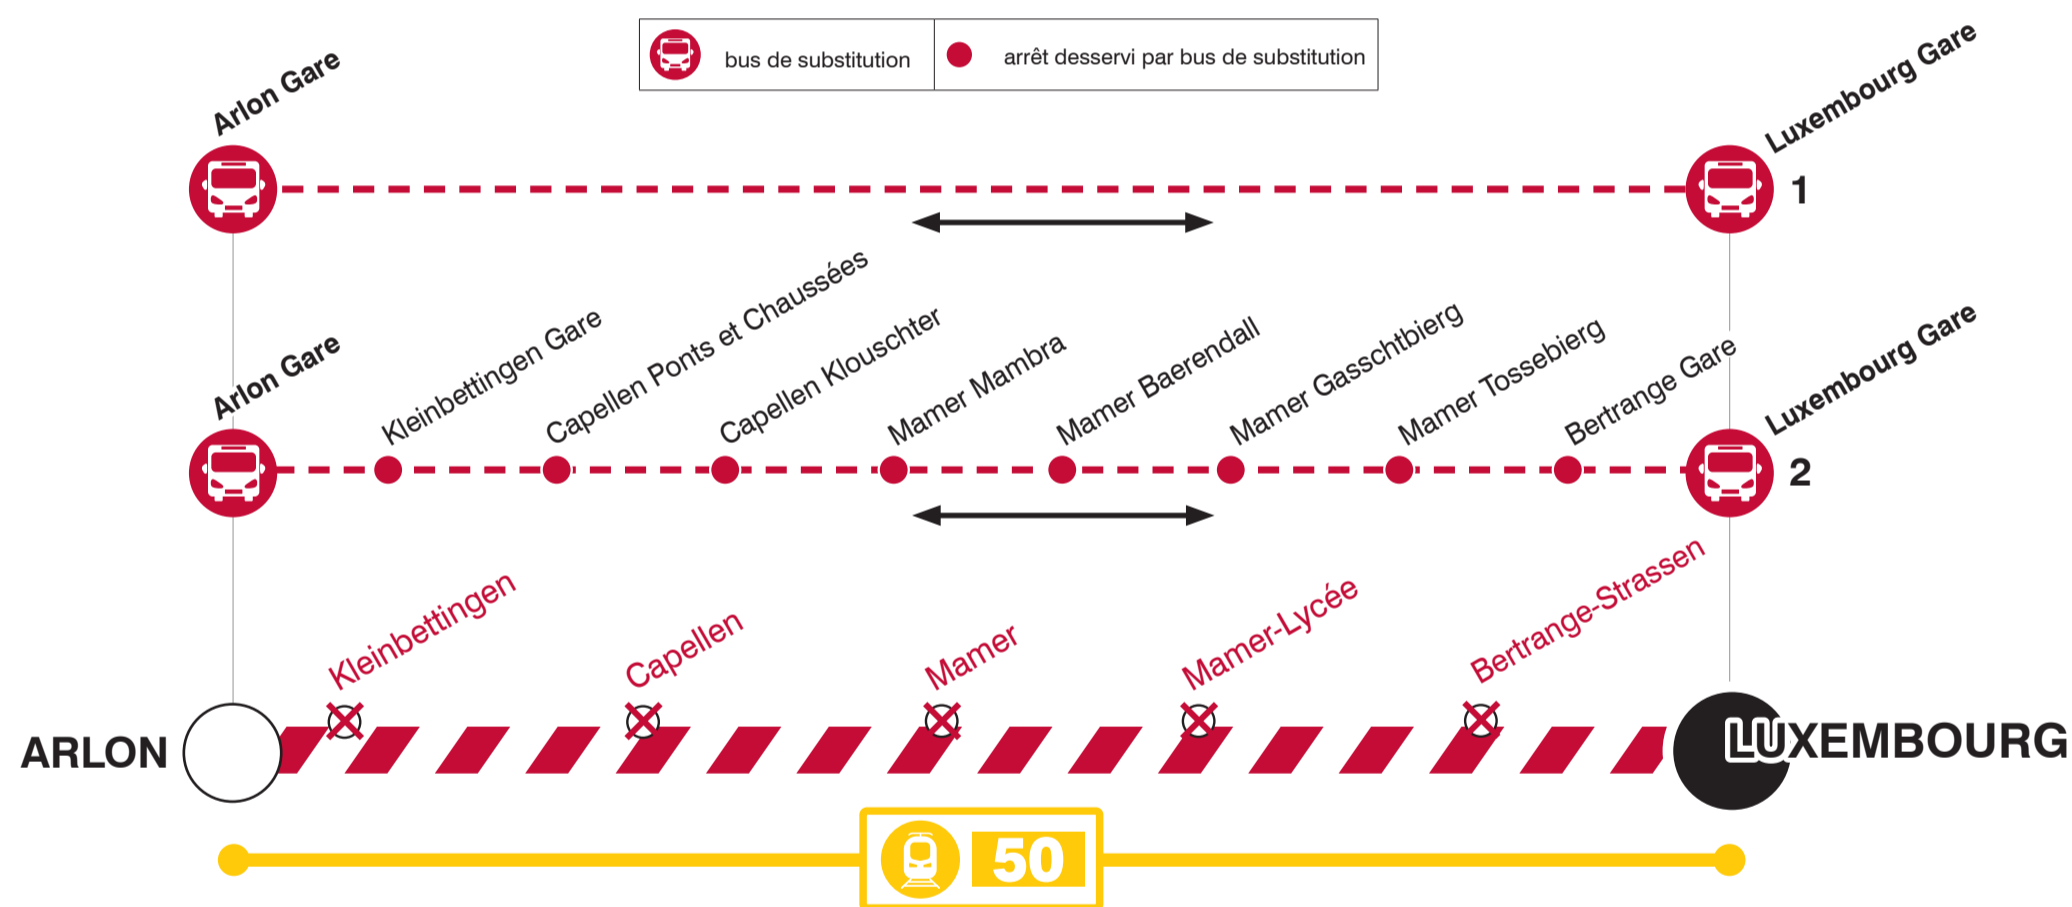 bus de substitution
arrêt desservi par bus de substitution
Arlon Gare
Luxembourg Gare
1
Arlon Gare
Kleinbettingen Gare
Capellen Ponts et Chaussées
Capellen Klouschter
Mamer Mambra
Mamer Baerendall
Mamer Gasschtbierg
Mamer Tossebierg
Bertrange Gare
Luxembourg Gare
2
Kleinbettingen
Capellen
Mamer
Mamer-Lycée
Bertrange-Strassen
ARLON
LUXEMBOURG
50